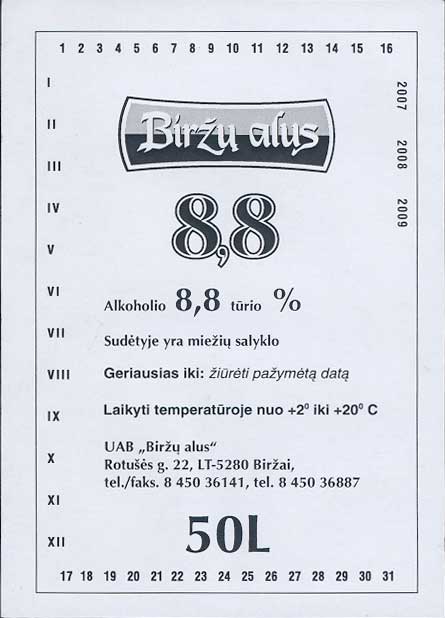 1 2 3 4 5 6 7 8 9 10 11 12 13 14 15 16
I
II
III
IV
V
VI
VII
VIII
IX
X
XI
XII
2007 2008 2009
Biržų alus
8,8
Alkoholio 8,8 tūrio %
Sudėtyje yra miežių salyklo
Geriausias iki: žiūrėti pažymėtą datą
Laikyti temperatūroje nuo +2⁰ iki +20⁰ C
UAB „Biržų alus“
Rotušės g. 22, LT-5280 Biržai,
tel./faks. 8 450 36141, tel. 8 450 36887
50L
17 18 19 20 21 22 23 24 25 26 27 28 29 30 31